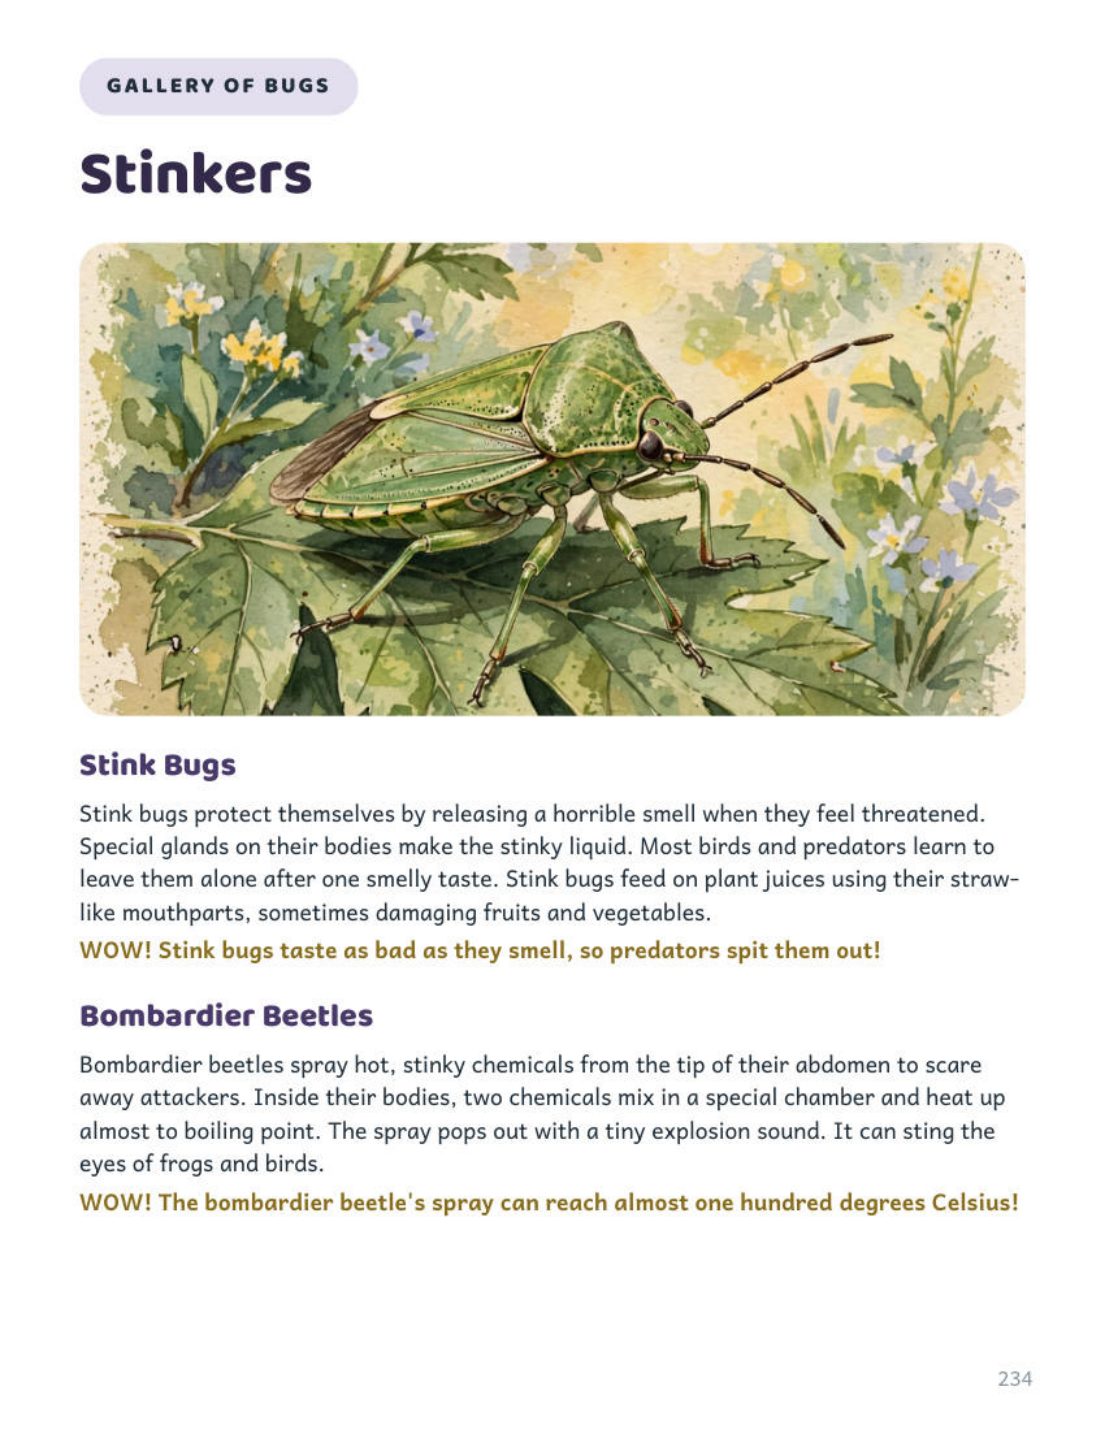 GALLERY OF BUGS
Stinkers
Stink Bugs
Stink bugs protect themselves by releasing a horrible smell when they feel threatened.
Special glands on their bodies make the stinky liquid. Most birds and predators learn to
leave them alone after one smelly taste. Stink bugs feed on plant juices using their straw-
like mouthparts, sometimes damaging fruits and vegetables.
WOW! Stink bugs taste as bad as they smell, so predators spit them out!
Bombardier Beetles
Bombardier beetles spray hot, stinky chemicals from the tip of their abdomen to scare
away attackers. Inside their bodies, two chemicals mix in a special chamber and heat up
almost to boiling point. The spray pops out with a tiny explosion sound. It can sting the
eyes of frogs and birds.
WOW! The bombardier beetle's spray can reach almost one hundred degrees Celsius!
234